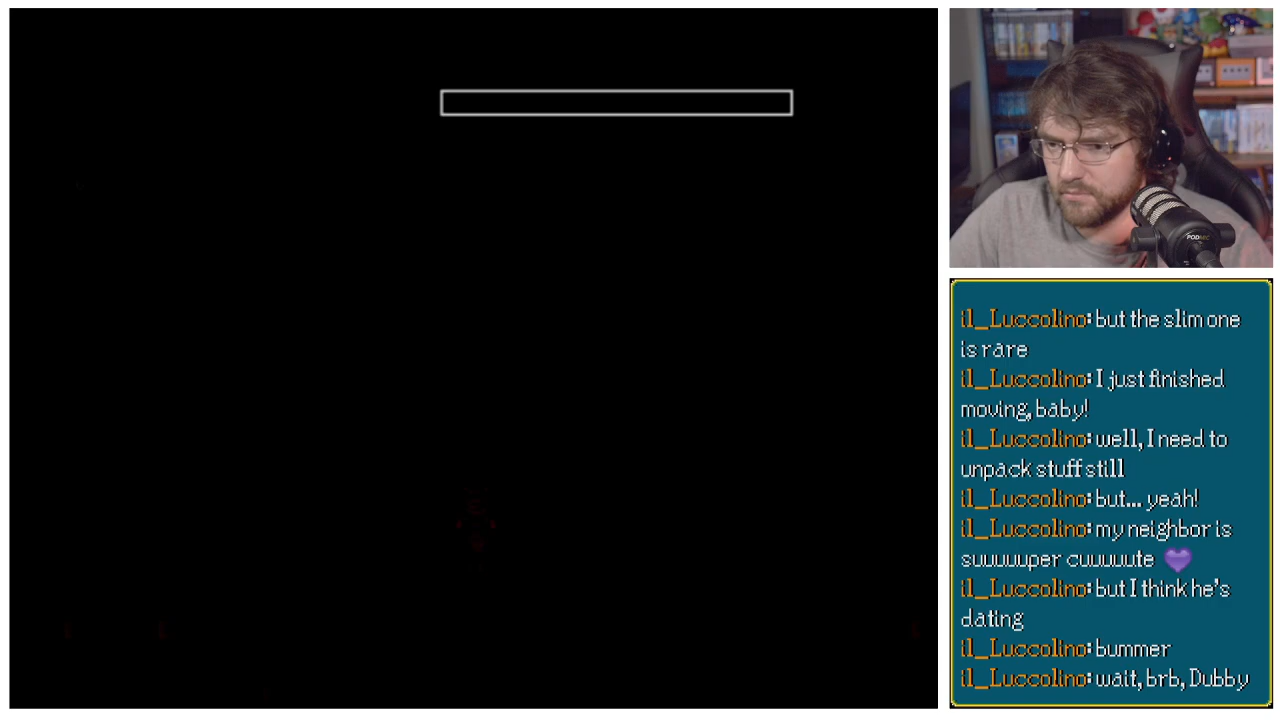 il_Luccolino: but the slim one
is rare
il_Luccolino: I just finished
moving, baby!
il_Luccolino: well, I need to
unpack stuff still
il_Luccolino: but... yeah!
il_Luccolino: my neighbor is
suuuuuper cuuuuute 💜
il_Luccolino: but I think he's
dating
il_Luccolino: bummer
il_Luccolino: wait, brb, Dubby
PODMIC